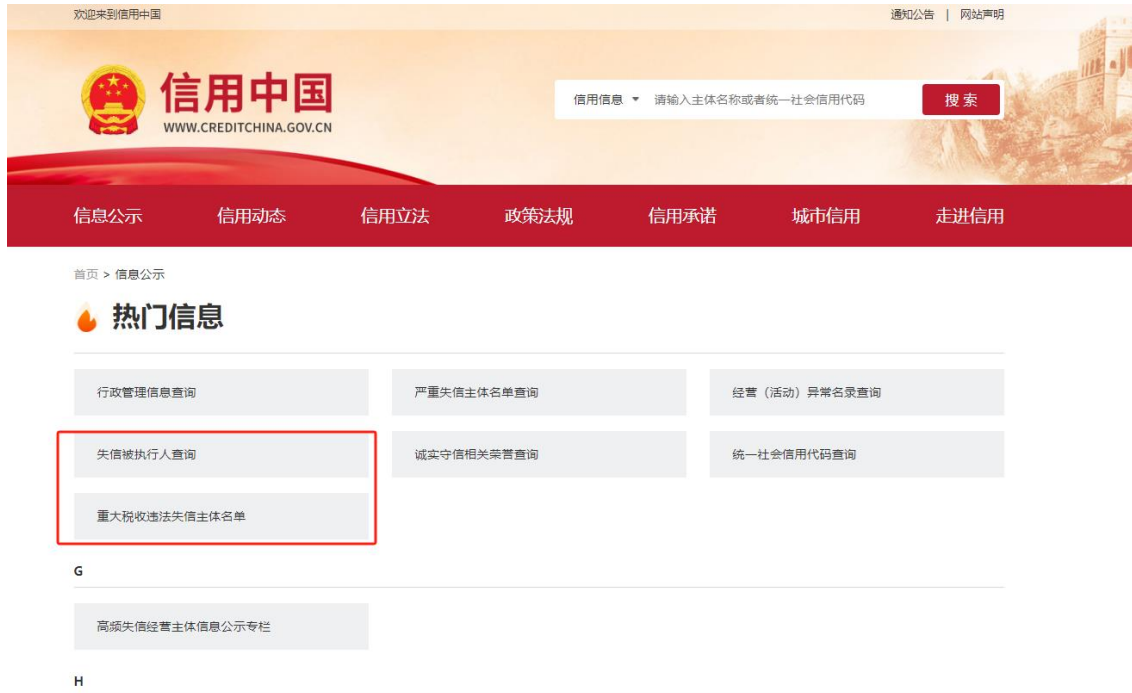 欢迎来到信用中国
通知公告 | 网站声明
信用中国
WWW.CREDITCHINA.GOV.CN
信用信息 请输入主体名称或者统一社会信用代码 搜索
信息公示 信用动态 信用立法 政策法规 信用承诺 城市信用 走进信用
首页 > 信息公示
热门信息
行政管理信息查询 严重失信主体名单查询 经营（活动）异常名录查询
失信被执行人查询 诚实守信相关荣誉查询 统一社会信用代码查询
重大税收违法失信主体名单
G
高频失信经营主体信息公示专栏
H